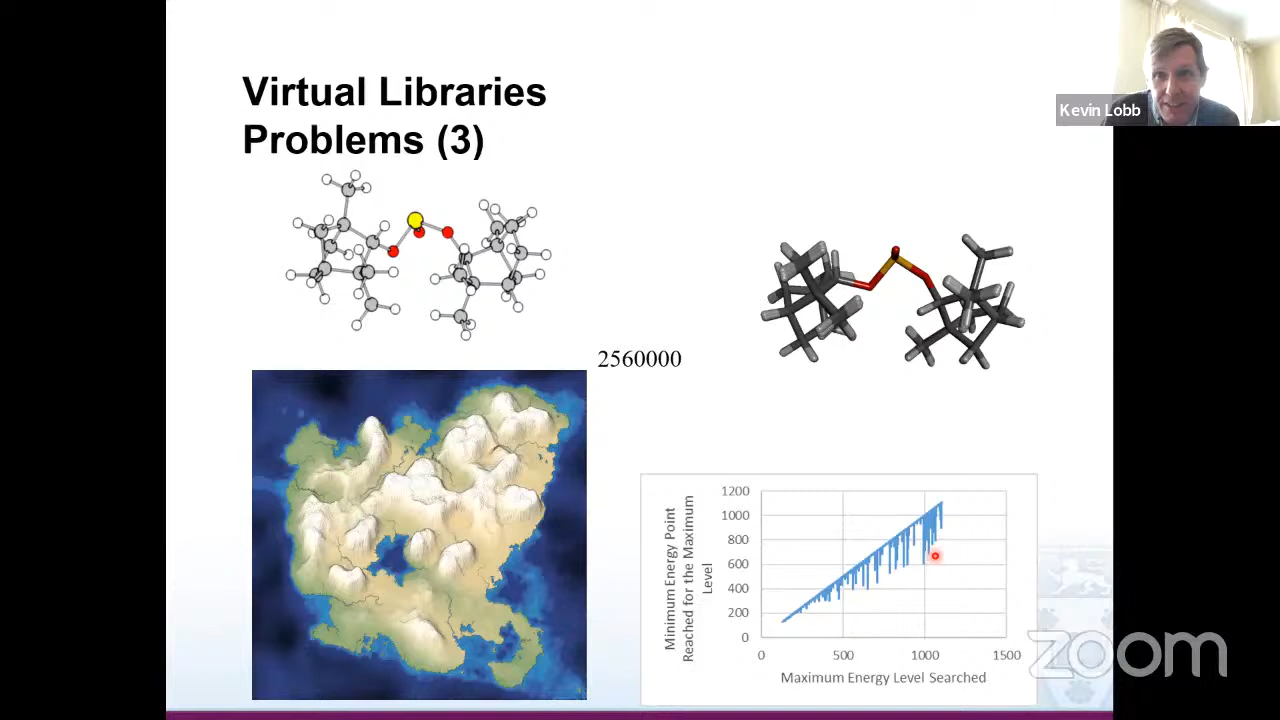 Virtual Libraries
Problems (3)
Kevin Lobb
2560000
Minimum Energy Point
Reached for the Maximum
Level
1200
1000
800
600
400
200
0
0
500
1000
1500
Maximum Energy Level Searched
zoom